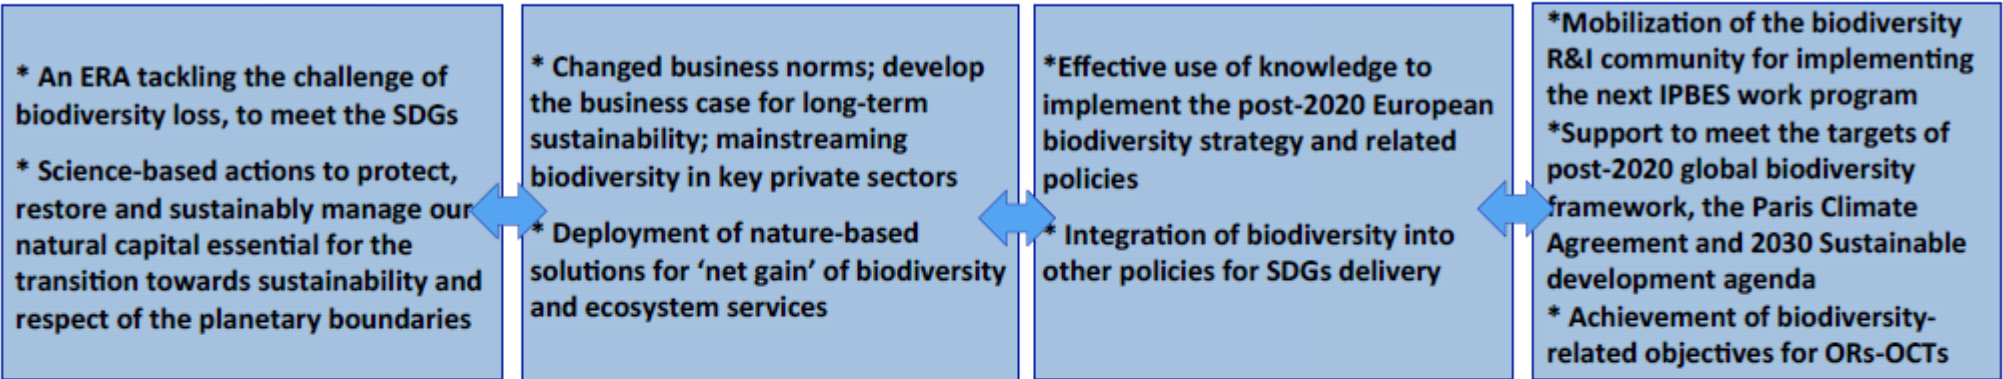 * An ERA tackling the challenge of
biodiversity loss, to meet the SDGs
* Science-based actions to protect,
restore and sustainably manage our
natural capital essential for the
transition towards sustainability and
respect of the planetary boundaries
* Changed business norms; develop
the business case for long-term
sustainability; mainstreaming
biodiversity in key private sectors
* Deployment of nature-based
solutions for ‘net gain’ of biodiversity
and ecosystem services
*Effective use of knowledge to
implement the post-2020 European
biodiversity strategy and related
policies
* Integration of biodiversity into
other policies for SDGs delivery
*Mobilization of the biodiversity
R&I community for implementing
the next IPBES work program
*Support to meet the targets of
post-2020 global biodiversity
framework, the Paris Climate
Agreement and 2030 Sustainable
development agenda
* Achievement of biodiversity-
related objectives for ORs-OCTs